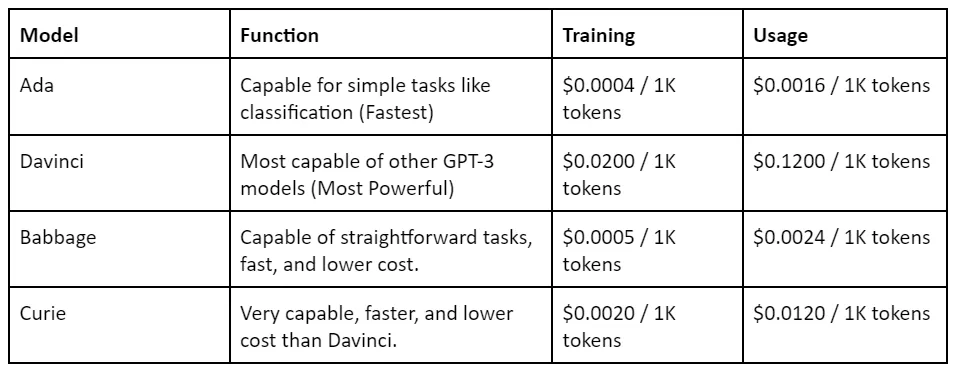 Model Function Training Usage
Ada Capable for simple tasks like $0.0004 / 1K $0.0016 / 1K tokens
classification (Fastest) tokens
Davinci Most capable of other GPT-3 $0.0200 / 1K $0.1200 / 1K tokens
models (Most Powerful) tokens
Babbage Capable of straightforward tasks, $0.0005 / 1K $0.0024 / 1K tokens
fast, and lower cost. tokens
Curie Very capable, faster, and lower $0.0020 / 1K $0.0120 / 1K tokens
cost than Davinci. tokens